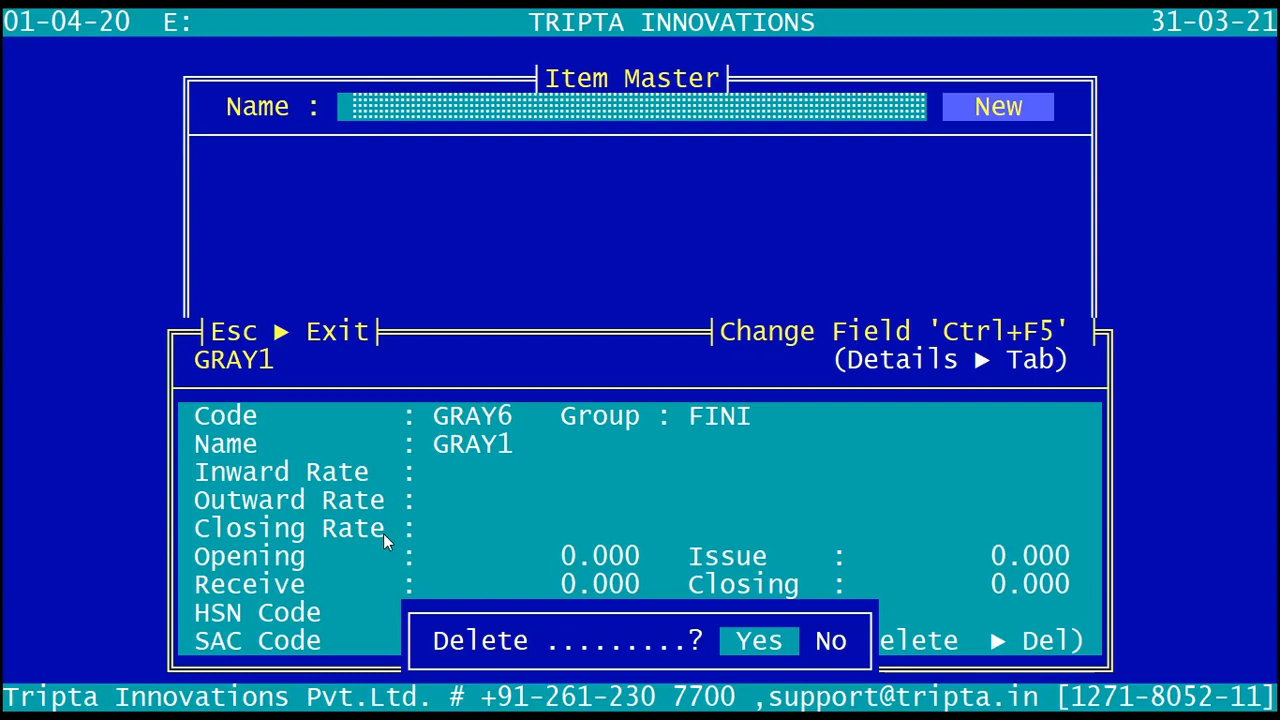 01-04-20 E: TRIPTA INNOVATIONS 31-03-21
Item Master
Name : New
Esc ► Exit Change Field 'Ctrl+F5'
GRAY1 (Details ► Tab)
Code : GRAY6 Group : FINI
Name : GRAY1
Inward Rate :
Outward Rate :
Closing Rate :
Opening : 0.000 Issue : 0.000
Receive : 0.000 Closing : 0.000
HSN Code
SAC Code Delete .........? Yes No elete ► Del)
Tripta Innovations Pvt.Ltd. # +91-261-230 7700 ,support@tripta.in [1271-8052-11]